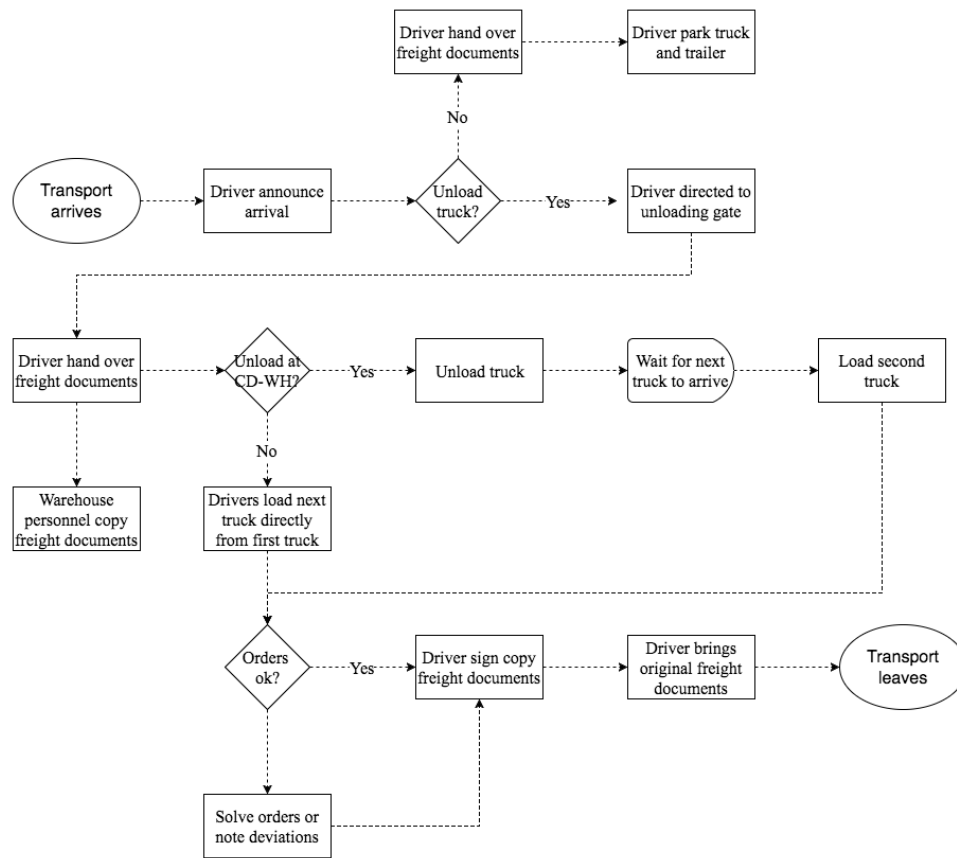 Driver hand over
freight documents
Driver park truck
and trailer
No
Transport
arrives
Driver announce
arrival
Unload
truck?
Yes
Driver directed to
unloading gate
Driver hand over
freight documents
Unload at
CD-WH?
Yes
Unload truck
Wait for next
truck to arrive
Load second
truck
No
Warehouse
personnel copy
freight documents
Drivers load next
truck directly
from first truck
Orders
ok?
Yes
Driver sign copy
freight documents
Driver brings
original freight
documents
Transport
leaves
Solve orders or
note deviations